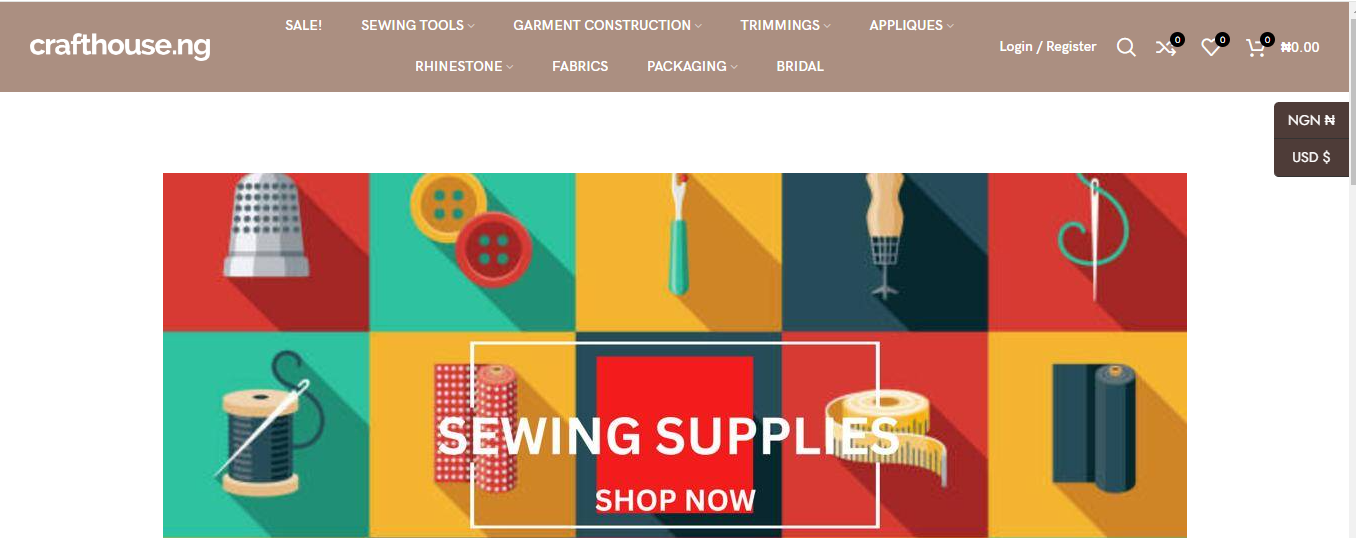 crafthouse.ng
SALE! SEWING TOOLS GARMENT CONSTRUCTION TRIMMINGS APPLIQUES
RHINESTONE FABRICS PACKAGING BRIDAL
Login / Register 0 0 0 ₦0.00
NGN ₦
USD $
SEWING SUPPLIES
SHOP NOW